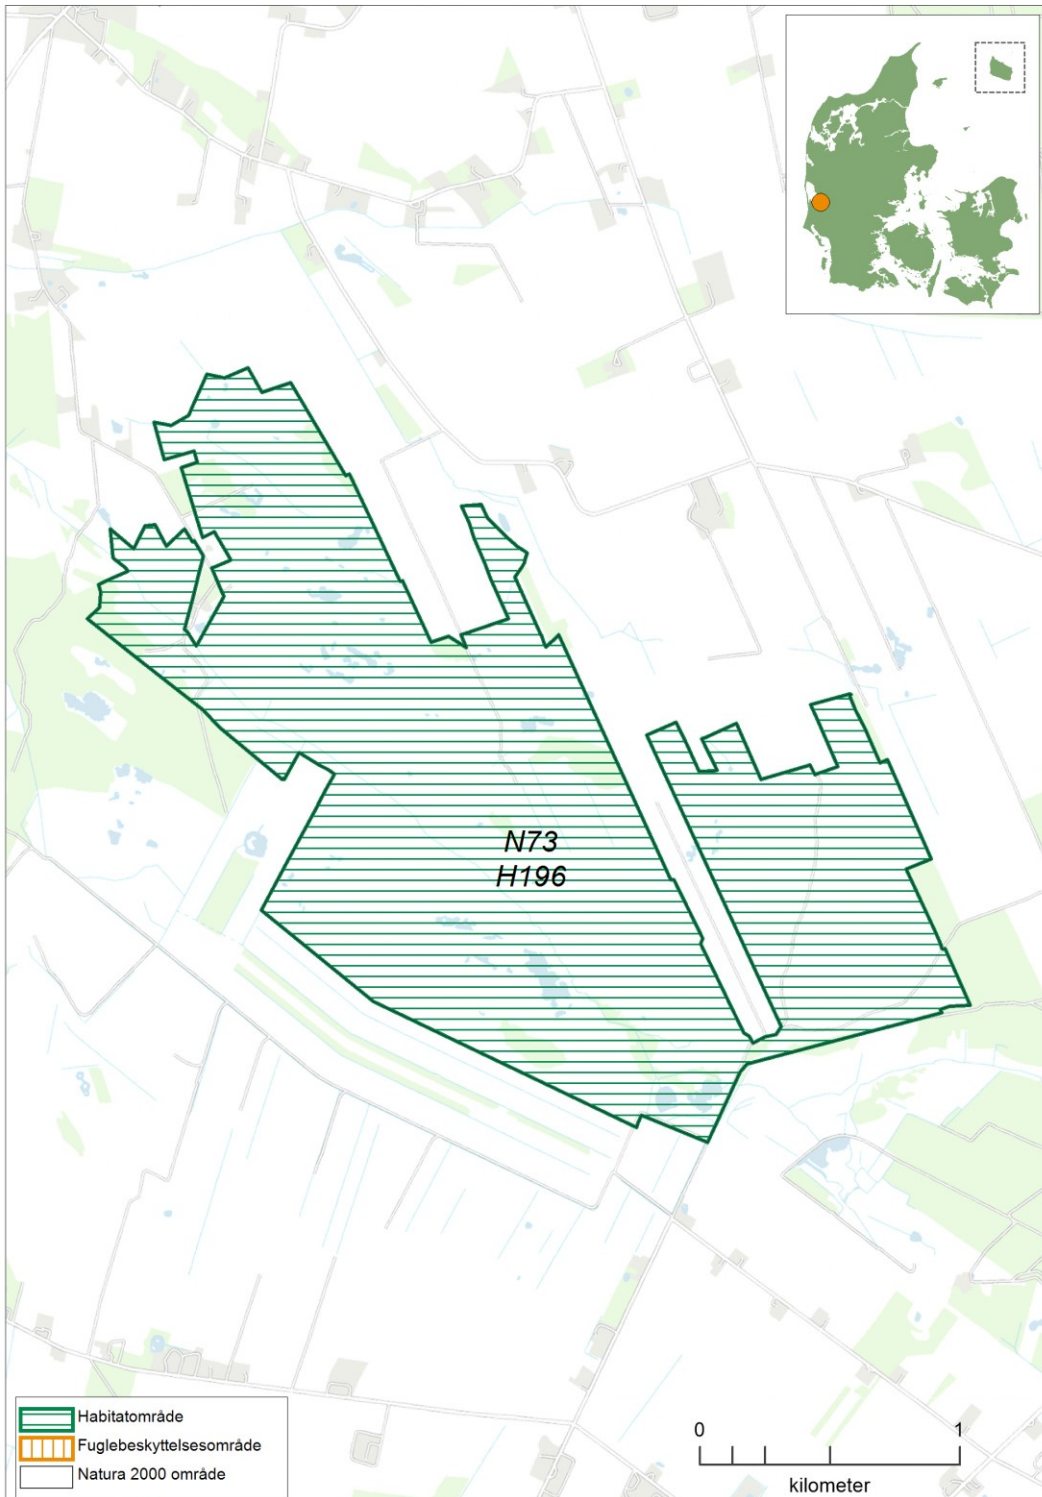 N73
H196
Habitatområde
Fuglebeskyttelsesområde
Natura 2000 område
0 1
kilometer